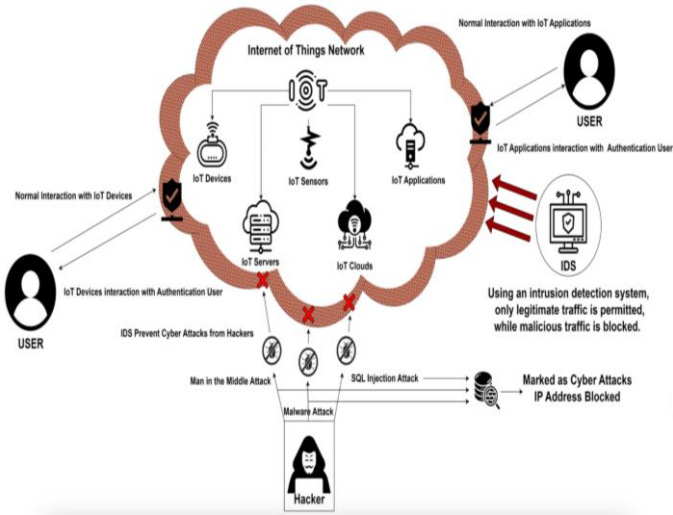 Normal Interaction with IoT Applications
Internet of Things Network
IOT
USER
IoT Devices
IoT Sensors
IoT Applications
IoT Applications interaction with Authentication User
Normal Interaction with IoT Devices
IoT Servers
IoT Clouds
IDS
IoT Devices interaction with Authentication User
USER
Using an intrusion detection system,
only legitimate traffic is permitted,
while malicious traffic is blocked.
IDS Prevent Cyber Attacks from Hackers
Man in the Middle Attack
SQL Injection Attack
Marked as Cyber Attacks
IP Address Blocked
Malware Attack
Hacker